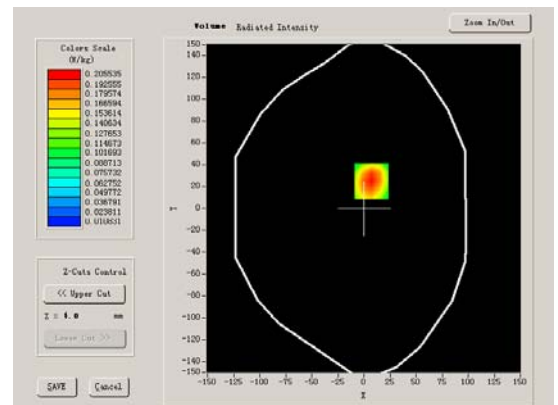 Volume Radiated Intensity
Zoom In/Out
Colors Scale
(W/kg)
0.205535
0.192555
0.179574
0.166594
0.153614
0.140634
0.127653
0.114673
0.101693
0.088713
0.075732
0.062752
0.049772
0.036791
0.023811
0.010831
Z-Cuts Control
<< Upper Cut
Z = 4.0 mm
Lower Cut >>
SAVE Cancel
150
140
120
100
80
60
40
20
0
-20
-40
-60
-80
-100
-120
-140
-150
Y
-150 -125 -100 -75 -50 -25 0 25 50 75 100 125 150
X